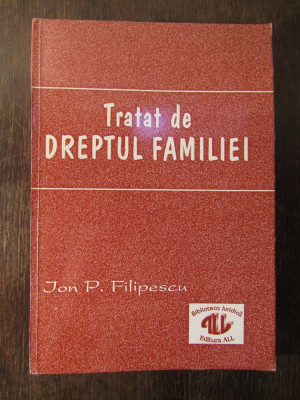 Tratat de
DREPTUL FAMILIEI
Ion P. Filipescu
Biblioteca Juridică
ALL
Editura ALL